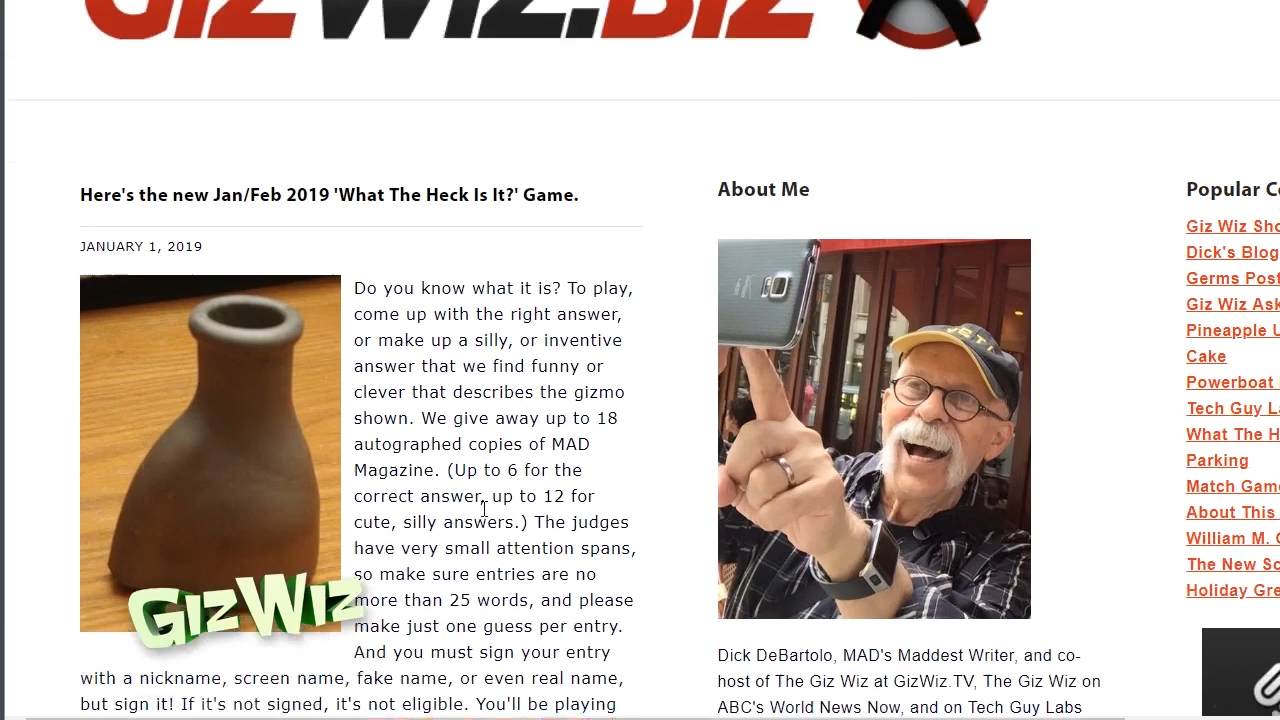 GIZWIZ.BIZ
Here's the new Jan/Feb 2019 'What The Heck Is It?' Game.
JANUARY 1, 2019
Do you know what it is? To play,
come up with the right answer,
or make up a silly, or inventive
answer that we find funny or
clever that describes the gizmo
shown. We give away up to 18
autographed copies of MAD
Magazine. (Up to 6 for the
correct answer, up to 12 for
cute, silly answers.) The judges
have very small attention spans,
so make sure entries are no
more than 25 words, and please
make just one guess per entry.
And you must sign your entry
with a nickname, screen name, fake name, or even real name,
but sign it! If it's not signed, it's not eligible. You'll be playing
GizWiz
About Me
Dick DeBartolo, MAD's Maddest Writer, and co-
host of The Giz Wiz at GizWiz.TV, The Giz Wiz on
ABC's World News Now, and on Tech Guy Labs
Popular
Giz Wiz
Dick's Blog
Germs
Giz Wiz
Pineapple
Cake
Powerboat
Tech Guy
What The
Parking
Match
About This
William M.
The New
Holiday